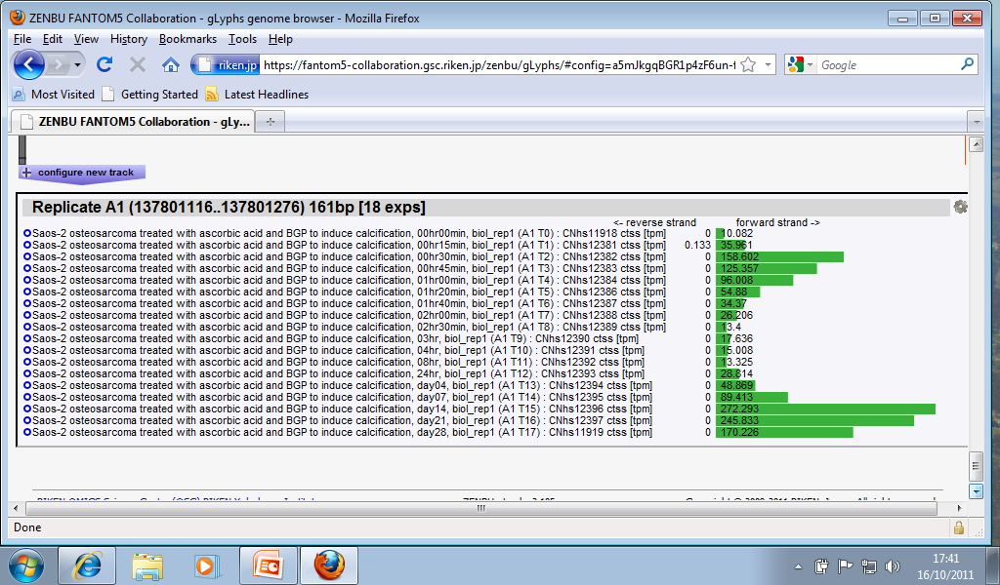 ZENBU FANTOM5 Collaboration - gLyphs genome browser - Mozilla Firefox
File Edit View History Bookmarks Tools Help
riken.jp https://fantom5-collaboration.gsc.riken.jp/zenbu/gLyphs/#config=a5mJkgqBGR1p4zF6un-f Google
Most Visited Getting Started Latest Headlines
ZENBU FANTOM5 Collaboration - gLy...
configure new track
Replicate A1 (137801116..137801276) 161bp [18 exps]
<- reverse strand forward strand ->
Saos-2 osteosarcoma treated with ascorbic acid and BGP to induce calcification, 00hr00min, biol_rep1 (A1 T0) : CNhs11918 ctss [tpm] 0 10.082
Saos-2 osteosarcoma treated with ascorbic acid and BGP to induce calcification, 00hr15min, biol_rep1 (A1 T1) : CNhs12381 ctss [tpm] 0.133 35.961
Saos-2 osteosarcoma treated with ascorbic acid and BGP to induce calcification, 00hr30min, biol_rep1 (A1 T2) : CNhs12382 ctss [tpm] 0 158.602
Saos-2 osteosarcoma treated with ascorbic acid and BGP to induce calcification, 00hr45min, biol_rep1 (A1 T3) : CNhs12383 ctss [tpm] 0 125.357
Saos-2 osteosarcoma treated with ascorbic acid and BGP to induce calcification, 01hr00min, biol_rep1 (A1 T4) : CNhs12384 ctss [tpm] 0 96.008
Saos-2 osteosarcoma treated with ascorbic acid and BGP to induce calcification, 01hr20min, biol_rep1 (A1 T5) : CNhs12386 ctss [tpm] 0 54.88
Saos-2 osteosarcoma treated with ascorbic acid and BGP to induce calcification, 01hr40min, biol_rep1 (A1 T6) : CNhs12387 ctss [tpm] 0 34.37
Saos-2 osteosarcoma treated with ascorbic acid and BGP to induce calcification, 02hr00min, biol_rep1 (A1 T7) : CNhs12388 ctss [tpm] 0 26.206
Saos-2 osteosarcoma treated with ascorbic acid and BGP to induce calcification, 02hr30min, biol_rep1 (A1 T8) : CNhs12389 ctss [tpm] 0 13.4
Saos-2 osteosarcoma treated with ascorbic acid and BGP to induce calcification, 03hr, biol_rep1 (A1 T9) : CNhs12390 ctss [tpm] 0 17.636
Saos-2 osteosarcoma treated with ascorbic acid and BGP to induce calcification, 04hr, biol_rep1 (A1 T10) : CNhs12391 ctss [tpm] 0 15.008
Saos-2 osteosarcoma treated with ascorbic acid and BGP to induce calcification, 08hr, biol_rep1 (A1 T11) : CNhs12392 ctss [tpm] 0 13.325
Saos-2 osteosarcoma treated with ascorbic acid and BGP to induce calcification, 24hr, biol_rep1 (A1 T12) : CNhs12393 ctss [tpm] 0 28.814
Saos-2 osteosarcoma treated with ascorbic acid and BGP to induce calcification, day04, biol_rep1 (A1 T13) : CNhs12394 ctss [tpm] 0 48.869
Saos-2 osteosarcoma treated with ascorbic acid and BGP to induce calcification, day07, biol_rep1 (A1 T14) : CNhs12395 ctss [tpm] 0 89.413
Saos-2 osteosarcoma treated with ascorbic acid and BGP to induce calcification, day14, biol_rep1 (A1 T15) : CNhs12396 ctss [tpm] 0 272.293
Saos-2 osteosarcoma treated with ascorbic acid and BGP to induce calcification, day21, biol_rep1 (A1 T16) : CNhs12397 ctss [tpm] 0 245.833
Saos-2 osteosarcoma treated with ascorbic acid and BGP to induce calcification, day28, biol_rep1 (A1 T17) : CNhs11919 ctss [tpm] 0 170.226
Done
17:41
16/10/2011